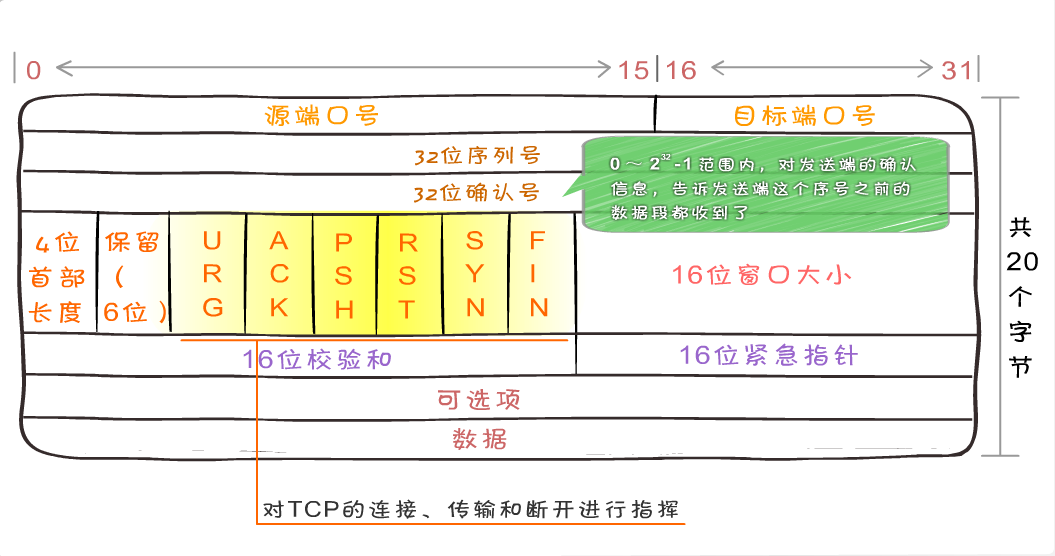 0 15 16 31
源端口号 目标端口号
32位序列号
32位确认号
0 ~ 2³² -1 范围内，对发送端的确认
信息，告诉发送端这个序号之前的
数据段都收到了
4位
首部
长度
保留
（
6位）
URG
ACK
PSH
RST
SYN
FIN
16位窗口大小
16位校验和 16位紧急指针
可选项
数据
共20个字节
对TCP的连接、传输和断开进行指挥